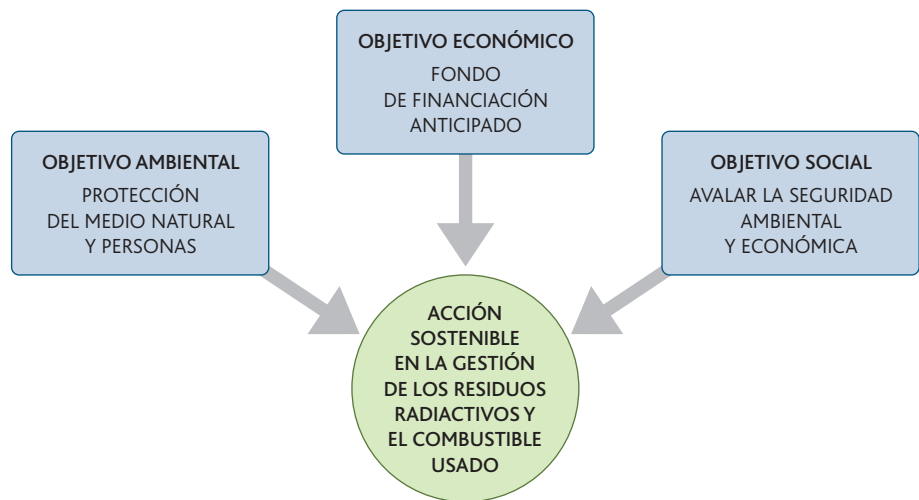 OBJETIVO ECONÓMICO
FONDO
DE FINANCIACIÓN
ANTICIPADO
OBJETIVO AMBIENTAL
PROTECCIÓN
DEL MEDIO NATURAL
Y PERSONAS
OBJETIVO SOCIAL
AVALAR LA SEGURIDAD
AMBIENTAL
Y ECONÓMICA
ACCIÓN
SOSTENIBLE
EN LA GESTIÓN
DE LOS RESIDUOS
RADIACTIVOS Y
EL COMBUSTIBLE
USADO